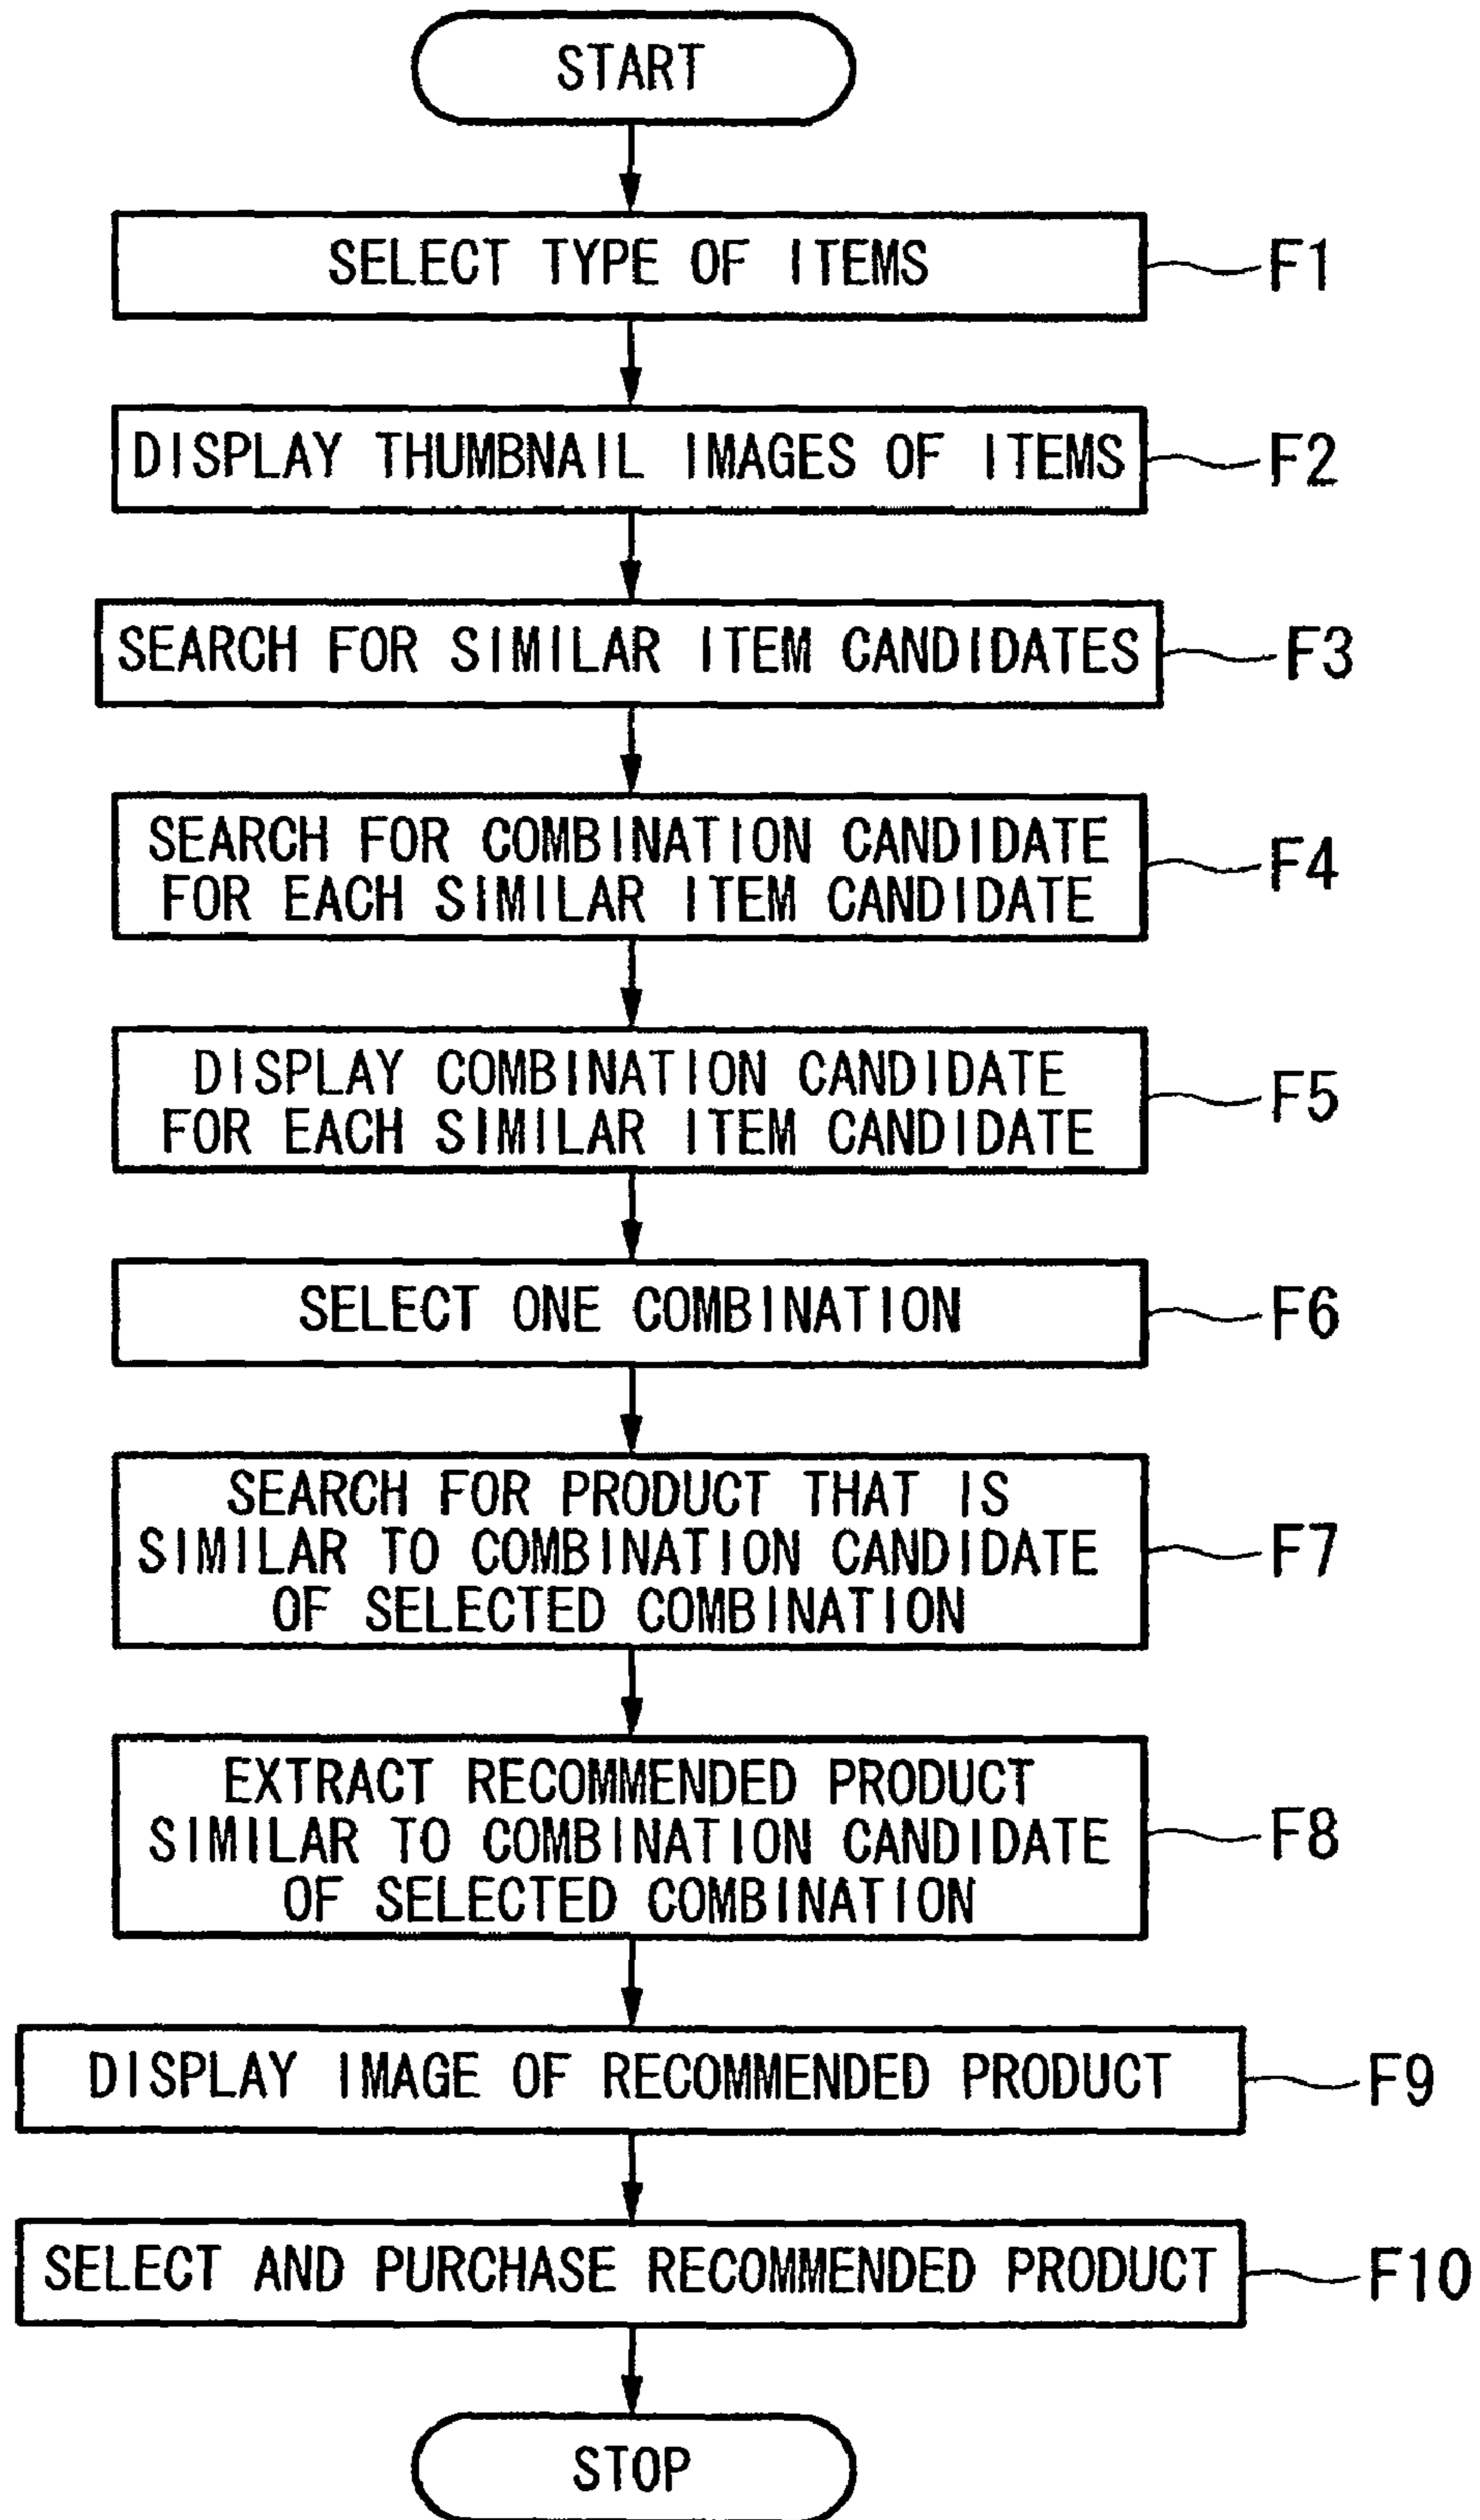 START
SELECT TYPE OF ITEMS
F1
DISPLAY THUMBNAIL IMAGES OF ITEMS
F2
SEARCH FOR SIMILAR ITEM CANDIDATES
F3
SEARCH FOR COMBINATION CANDIDATE
FOR EACH SIMILAR ITEM CANDIDATE
F4
DISPLAY COMBINATION CANDIDATE
FOR EACH SIMILAR ITEM CANDIDATE
F5
SELECT ONE COMBINATION
F6
SEARCH FOR PRODUCT THAT IS
SIMILAR TO COMBINATION CANDIDATE
OF SELECTED COMBINATION
F7
EXTRACT RECOMMENDED PRODUCT
SIMILAR TO COMBINATION CANDIDATE
OF SELECTED COMBINATION
F8
DISPLAY IMAGE OF RECOMMENDED PRODUCT
F9
SELECT AND PURCHASE RECOMMENDED PRODUCT
F10
STOP